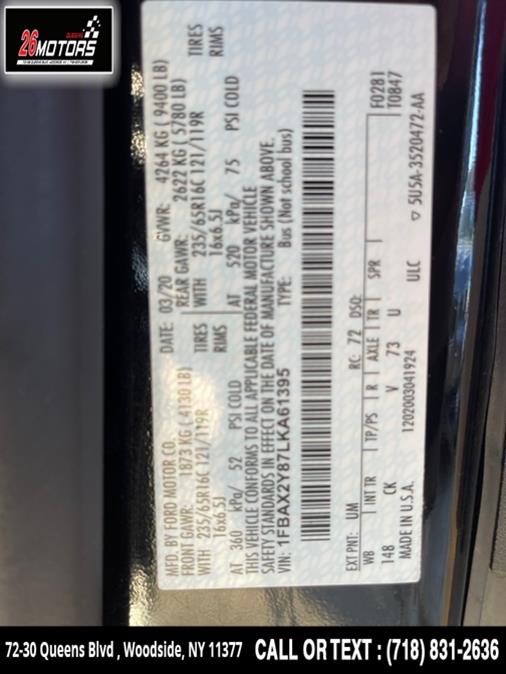 QUEENS
26MOTORS
MFD. BY FORD MOTOR CO. DATE: 03/20 GVWR: 4264 KG ( 9400 LB)
FRONT GAWR: 1873 KG ( 4130 LB) REAR GAWR: 2622 KG ( 5780 LB)
WITH 235/65R16C 121/119R TIRES WITH 235/65R16C 121/119R TIRES
16x6.5J RIMS 16x6.5J RIMS
AT 360 kPa/ 52 PSI COLD AT 520 kPa/ 75 PSI COLD
THIS VEHICLE CONFORMS TO ALL APPLICABLE FEDERAL MOTOR VEHICLE
SAFETY STANDARDS IN EFFECT ON THE DATE OF MANUFACTURE SHOWN ABOVE.
VIN: 1FBAX2Y87LKA61395 TYPE: Bus (Not school bus)
EXT PNT: UM RC: 72 DSO: F0281
WB INT TR TP/PS R AXLE TR SPR T0847
148 CK V 73 U
MADE IN U.S.A. 1202003041924 ULC ▽ 5U5A-3520472-AA
72-30 Queens Blvd , Woodside, NY 11377 CALL OR TEXT : (718) 831-2636